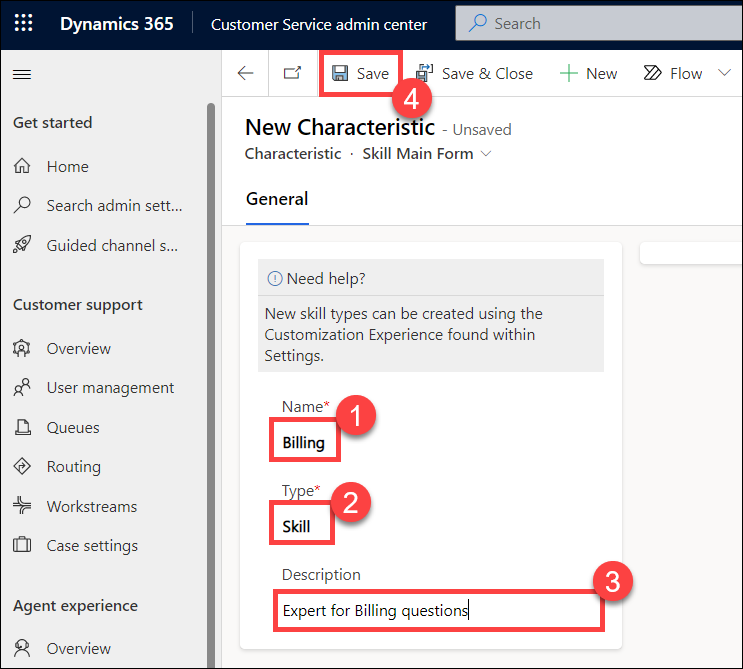 Dynamics 365
Customer Service admin center
Search
Save
Save & Close
New
Flow
4
Get started
Home
Search admin sett...
Guided channel s...
Customer support
Overview
User management
Queues
Routing
Workstreams
Case settings
Agent experience
Overview
New Characteristic - Unsaved
Characteristic · Skill Main Form
General
Need help?
New skill types can be created using the
Customization Experience found within
Settings.
Name*
1
Billing
Type*
2
Skill
Description
3
Expert for Billing questions